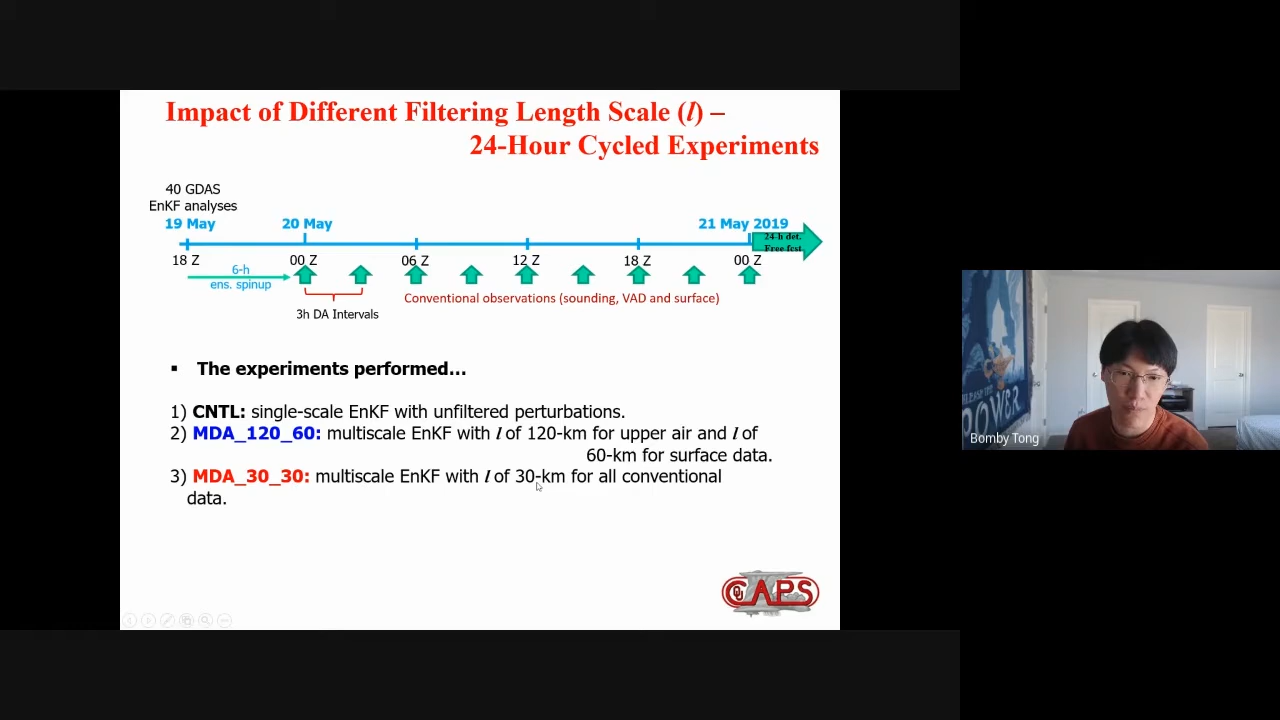 Impact of Different Filtering Length Scale (l) –
24-Hour Cycled Experiments
40 GDAS
EnKF analyses
19 May
20 May
21 May 2019
24-h det.
Free fcst
18 Z
00 Z
06 Z
12 Z
18 Z
00 Z
6-h
ens. spinup
Conventional observations (sounding, VAD and surface)
3h DA Intervals
▪ The experiments performed...
1) CNTL: single-scale EnKF with unfiltered perturbations.
2) MDA_120_60: multiscale EnKF with l of 120-km for upper air and l of
60-km for surface data.
3) MDA_30_30: multiscale EnKF with l of 30-km for all conventional
data.
OU CAPS
POWER
Bomby Tong